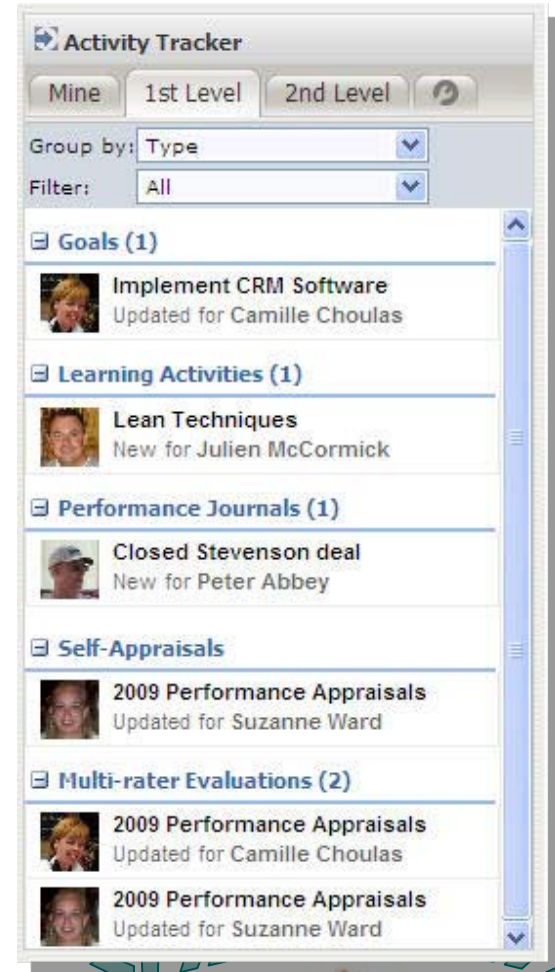 Activity Tracker
Mine 1st Level 2nd Level
Group by: Type
Filter: All
Goals (1)
Implement CRM Software
Updated for Camille Choulas
Learning Activities (1)
Lean Techniques
New for Julien McCormick
Performance Journals (1)
Closed Stevenson deal
New for Peter Abbey
Self-Appraisals
2009 Performance Appraisals
Updated for Suzanne Ward
Multi-rater Evaluations (2)
2009 Performance Appraisals
Updated for Camille Choulas
2009 Performance Appraisals
Updated for Suzanne Ward